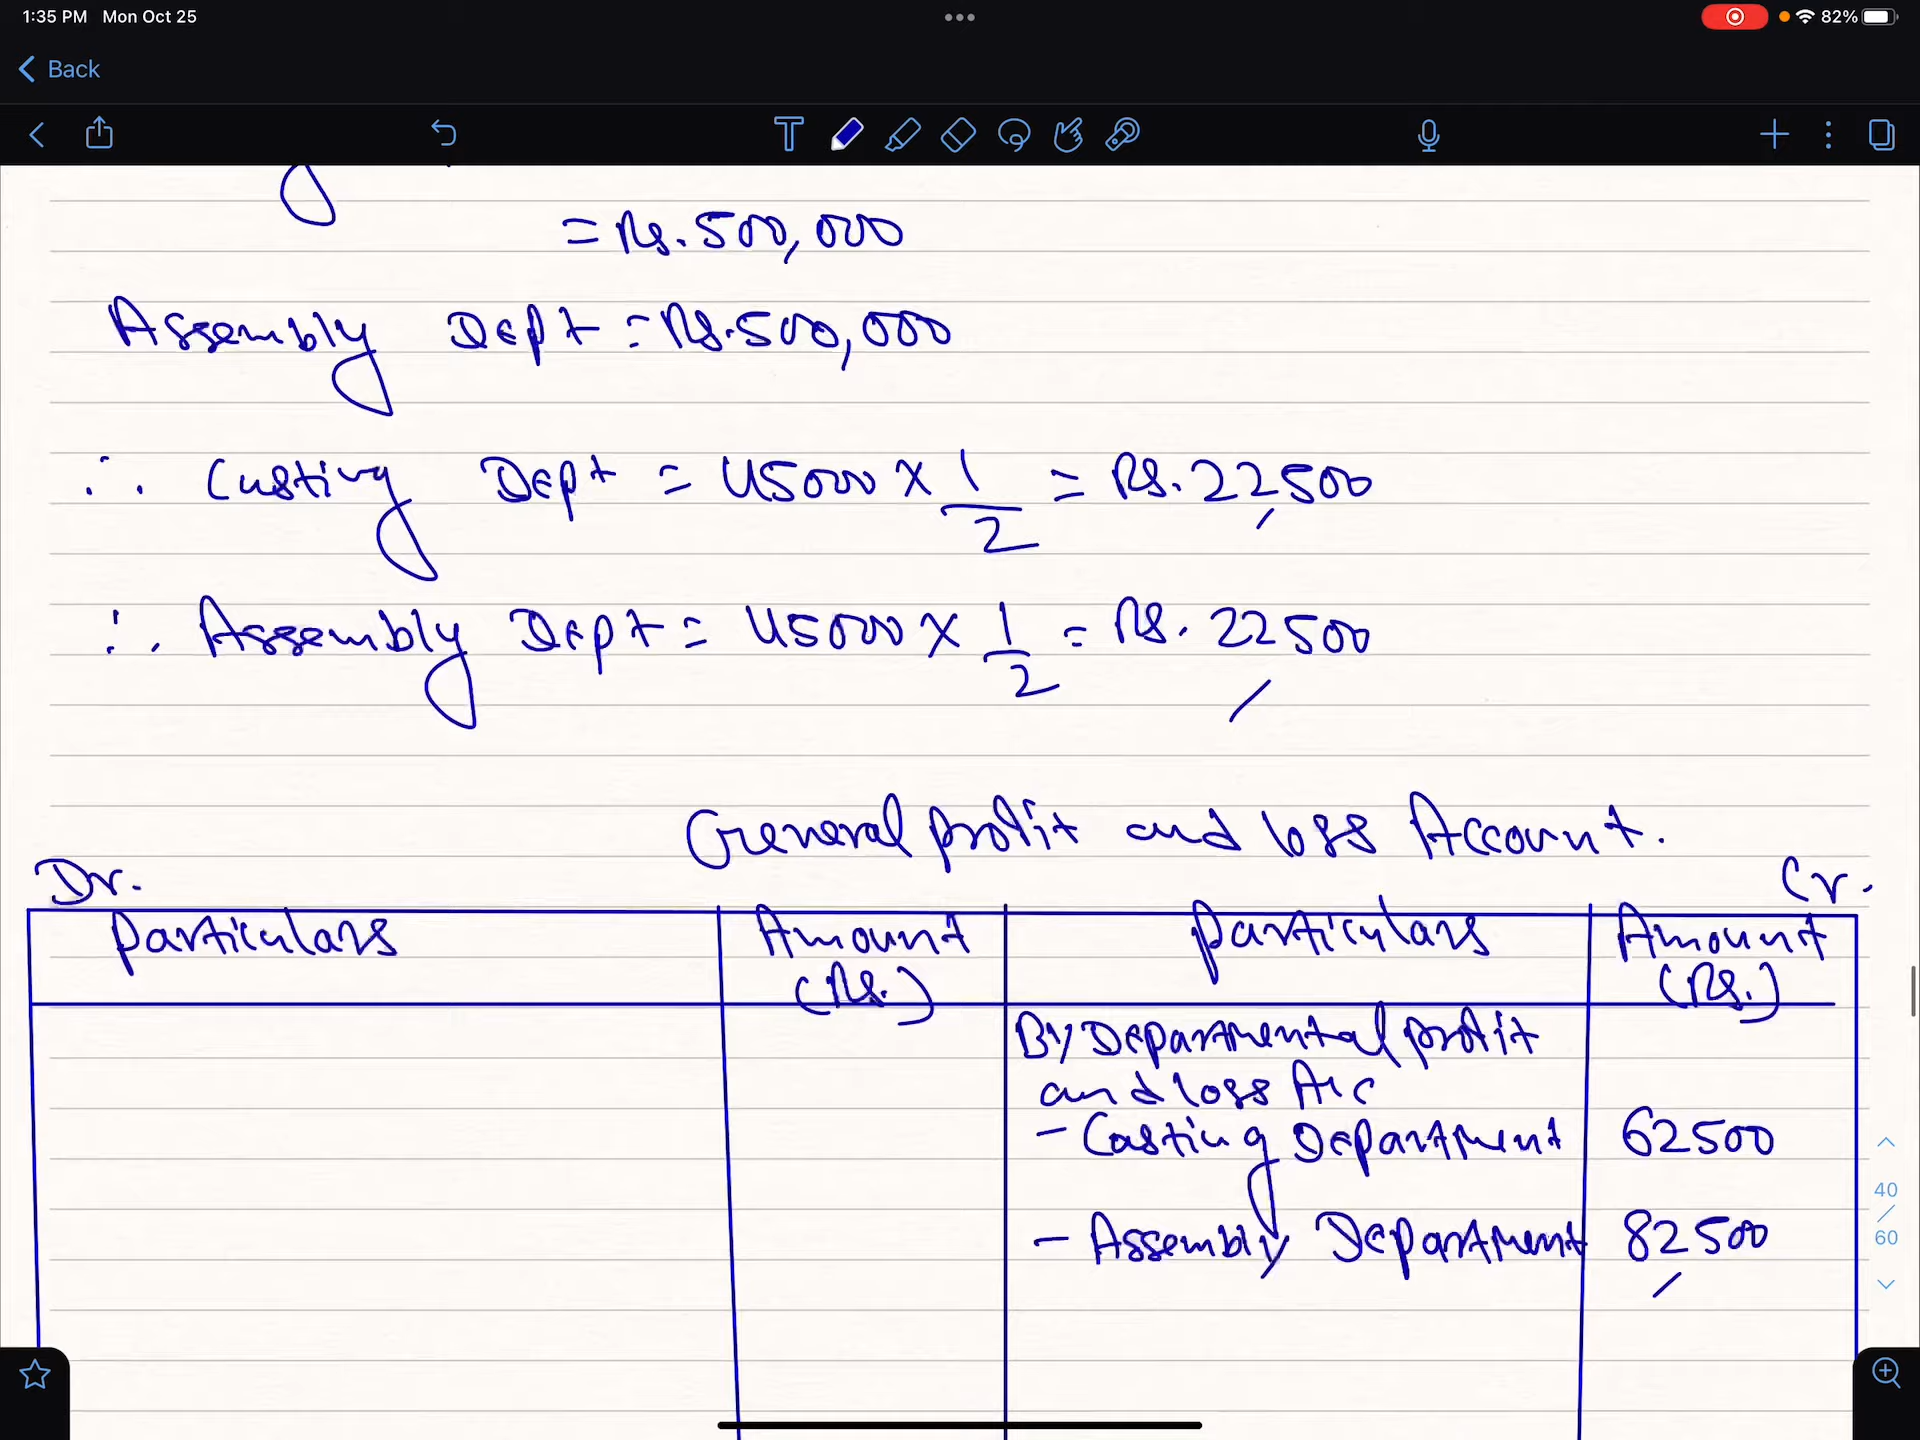 1:35 PM Mon Oct 25
82%
Back
= Rs. 500,000
Assembly Dept = Rs. 500,000
∴ Casting Dept = 45000 × 1/2 = Rs. 22,500
∴ Assembly Dept = 45000 × 1/2 = Rs. 22500
General profit and loss Account.
Dr. Cr.
particulars Amount (Rs.) particulars Amount (Rs.)
By Departmental profit
and loss A/c
- Casting Department 62500
- Assembly Department 82500
40
/
60